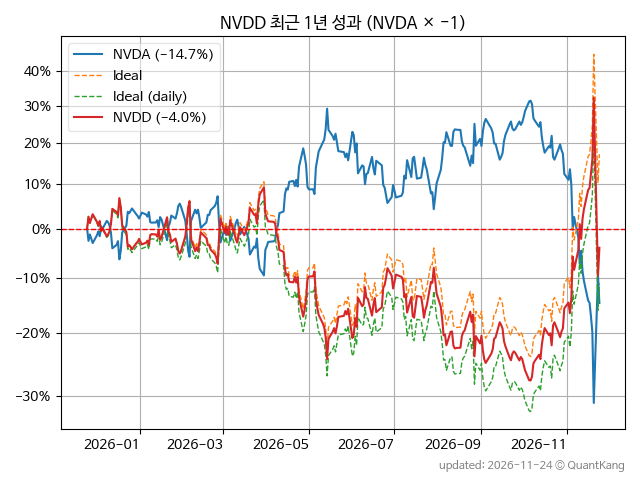 NVDD 최근 1년 성과 (NVDA × -1)
NVDA (-14.7%)
Ideal
Ideal (daily)
NVDD (-4.0%)
40%
30%
20%
10%
0%
-10%
-20%
-30%
2026-01 2026-03 2026-05 2026-07 2026-09 2026-11
updated: 2026-11-24 © QuantKang